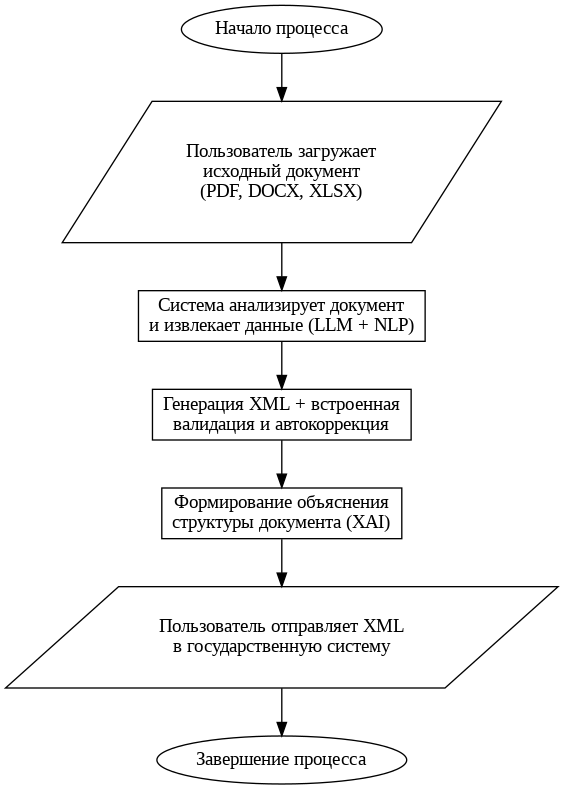 Начало процесса
Пользователь загружает
исходный документ
(PDF, DOCX, XLSX)
Система анализирует документ
и извлекает данные (LLM + NLP)
Генерация XML + встроенная
валидация и автокоррекция
Формирование объяснения
структуры документа (XAI)
Пользователь отправляет XML
в государственную систему
Завершение процесса